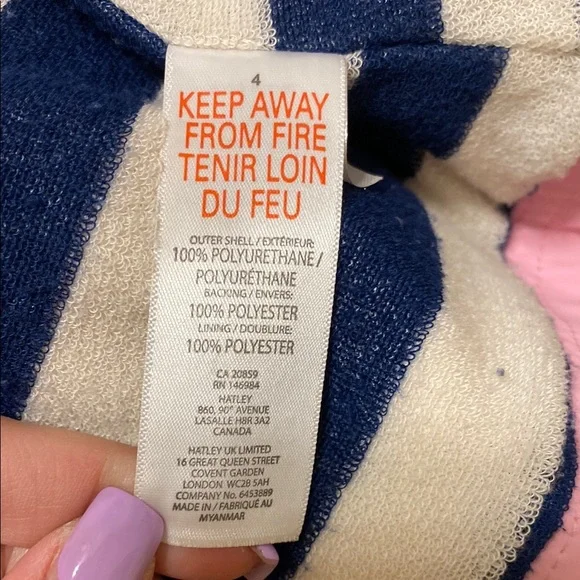 4
KEEP AWAY
FROM FIRE
TENIR LOIN
DU FEU
OUTER SHELL / EXTÉRIEUR:
100% POLYURETHANE /
POLYURÉTHANE
BACKING / ENVERS:
100% POLYESTER
LINING / DOUBLURE:
100% POLYESTER
CA 20859
RN 146984
HATLEY
860, 90e AVENUE
LASALLE H8R 3A2
CANADA
HATLEY UK LIMITED
16 GREAT QUEEN STREET
COVENT GARDEN
LONDON WC2B 5AH
COMPANY No. 6453889
MADE IN / FABRIQUÉ AU
MYANMAR